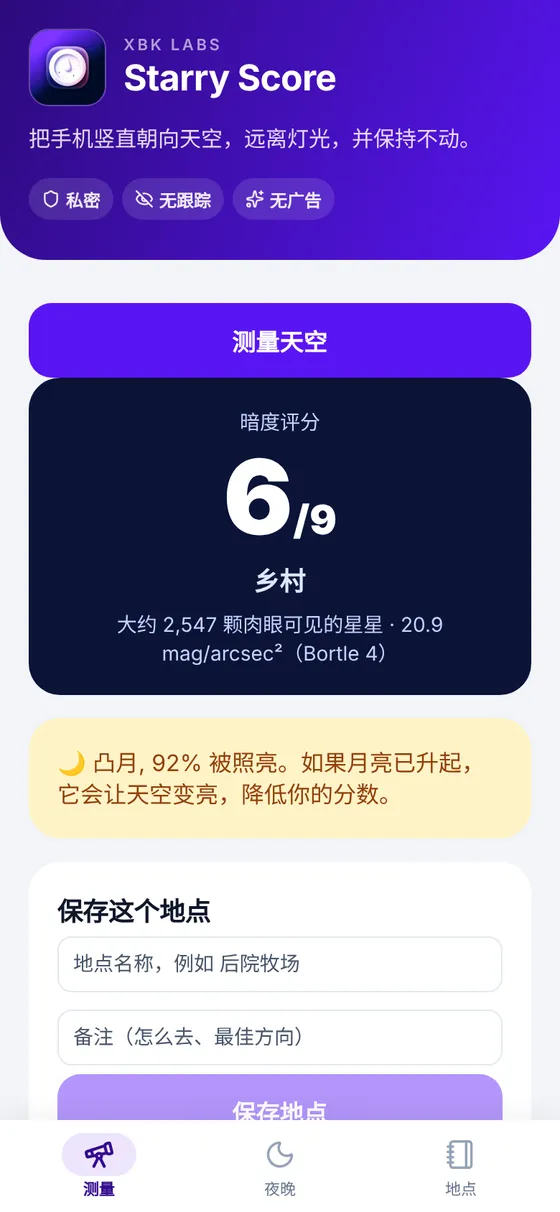 XBK LABS
Starry Score
把手机竖直朝向天空，远离灯光，并保持不动。
私密
无跟踪
无广告
测量天空
暗度评分
6/9
乡村
大约 2,547 颗肉眼可见的星星 · 20.9
mag/arcsec²（Bortle 4）
🌙 凸月, 92% 被照亮。如果月亮已升起，
它会让天空变亮，降低你的分数。
保存这个地点
地点名称，例如 后院牧场
备注（怎么去、最佳方向）
保存地点
测量
夜晚
地点